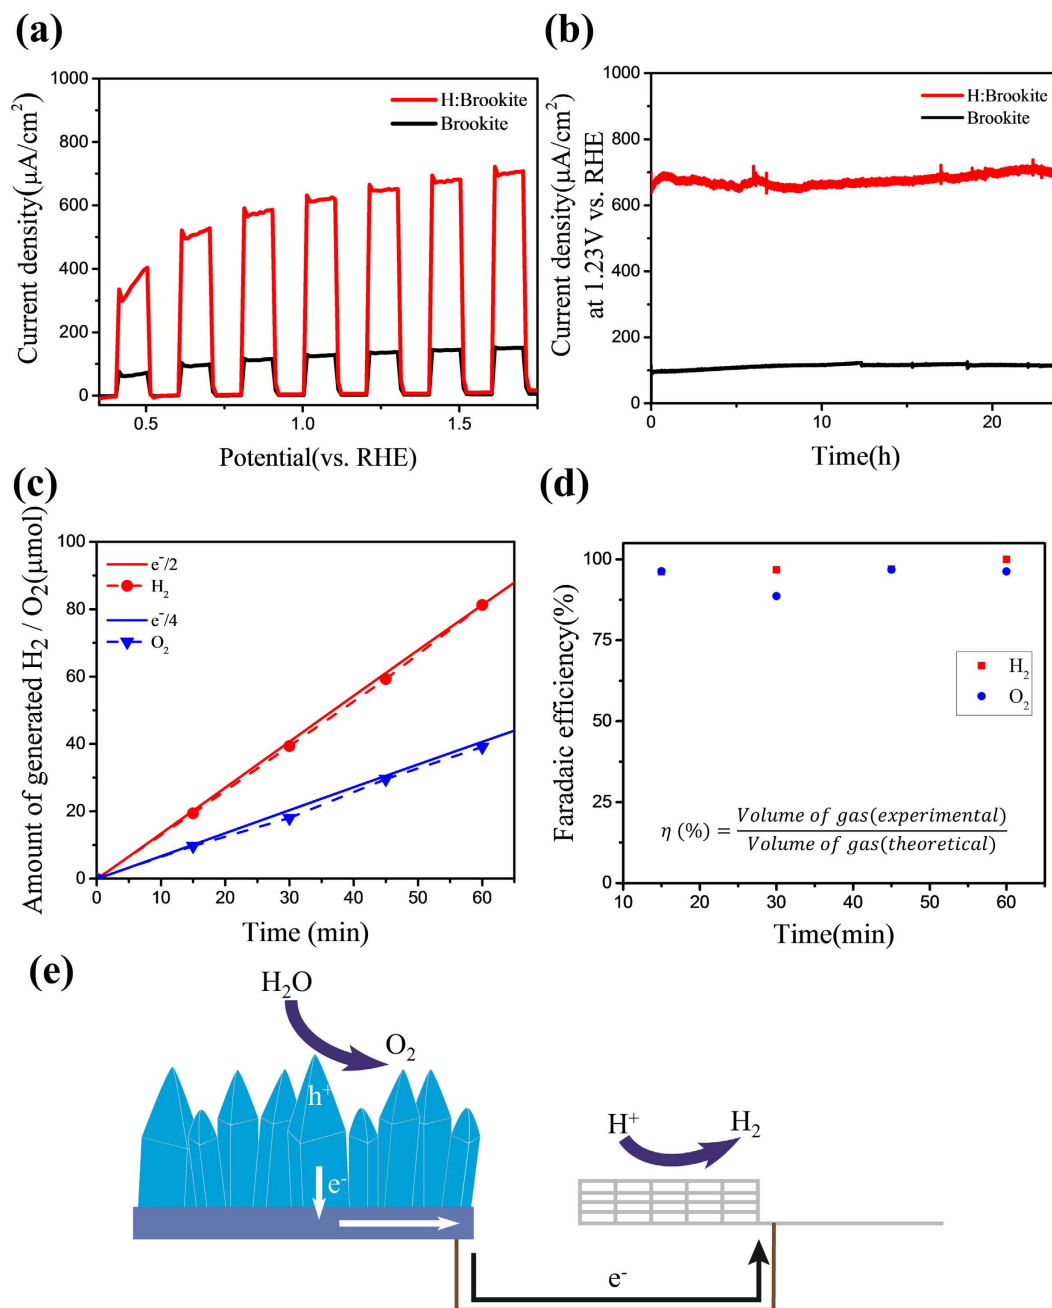 (a)
1000
800
600
400
200
0
0.5
1.0
1.5
Current density(µA/cm²)
Potential(vs. RHE)
H:Brookite
Brookite
(b)
1000
800
600
400
200
0
0
10
20
Current density(µA/cm²)
at 1.23V vs. RHE
Time(h)
H:Brookite
Brookite
(c)
100
80
60
40
20
0
0
10
20
30
40
50
60
Amount of generated H₂ / O₂(µmol)
Time (min)
e⁻/2
H₂
e⁻/4
O₂
(d)
100
75
50
25
0
10
20
30
40
50
60
Faradaic efficiency(%)
Time(min)
H₂
O₂
η (%) = Volume of gas(experimental)
Volume of gas(theoretical)
(e)
H₂O
O₂
h⁺
e⁻
H⁺
H₂
e⁻